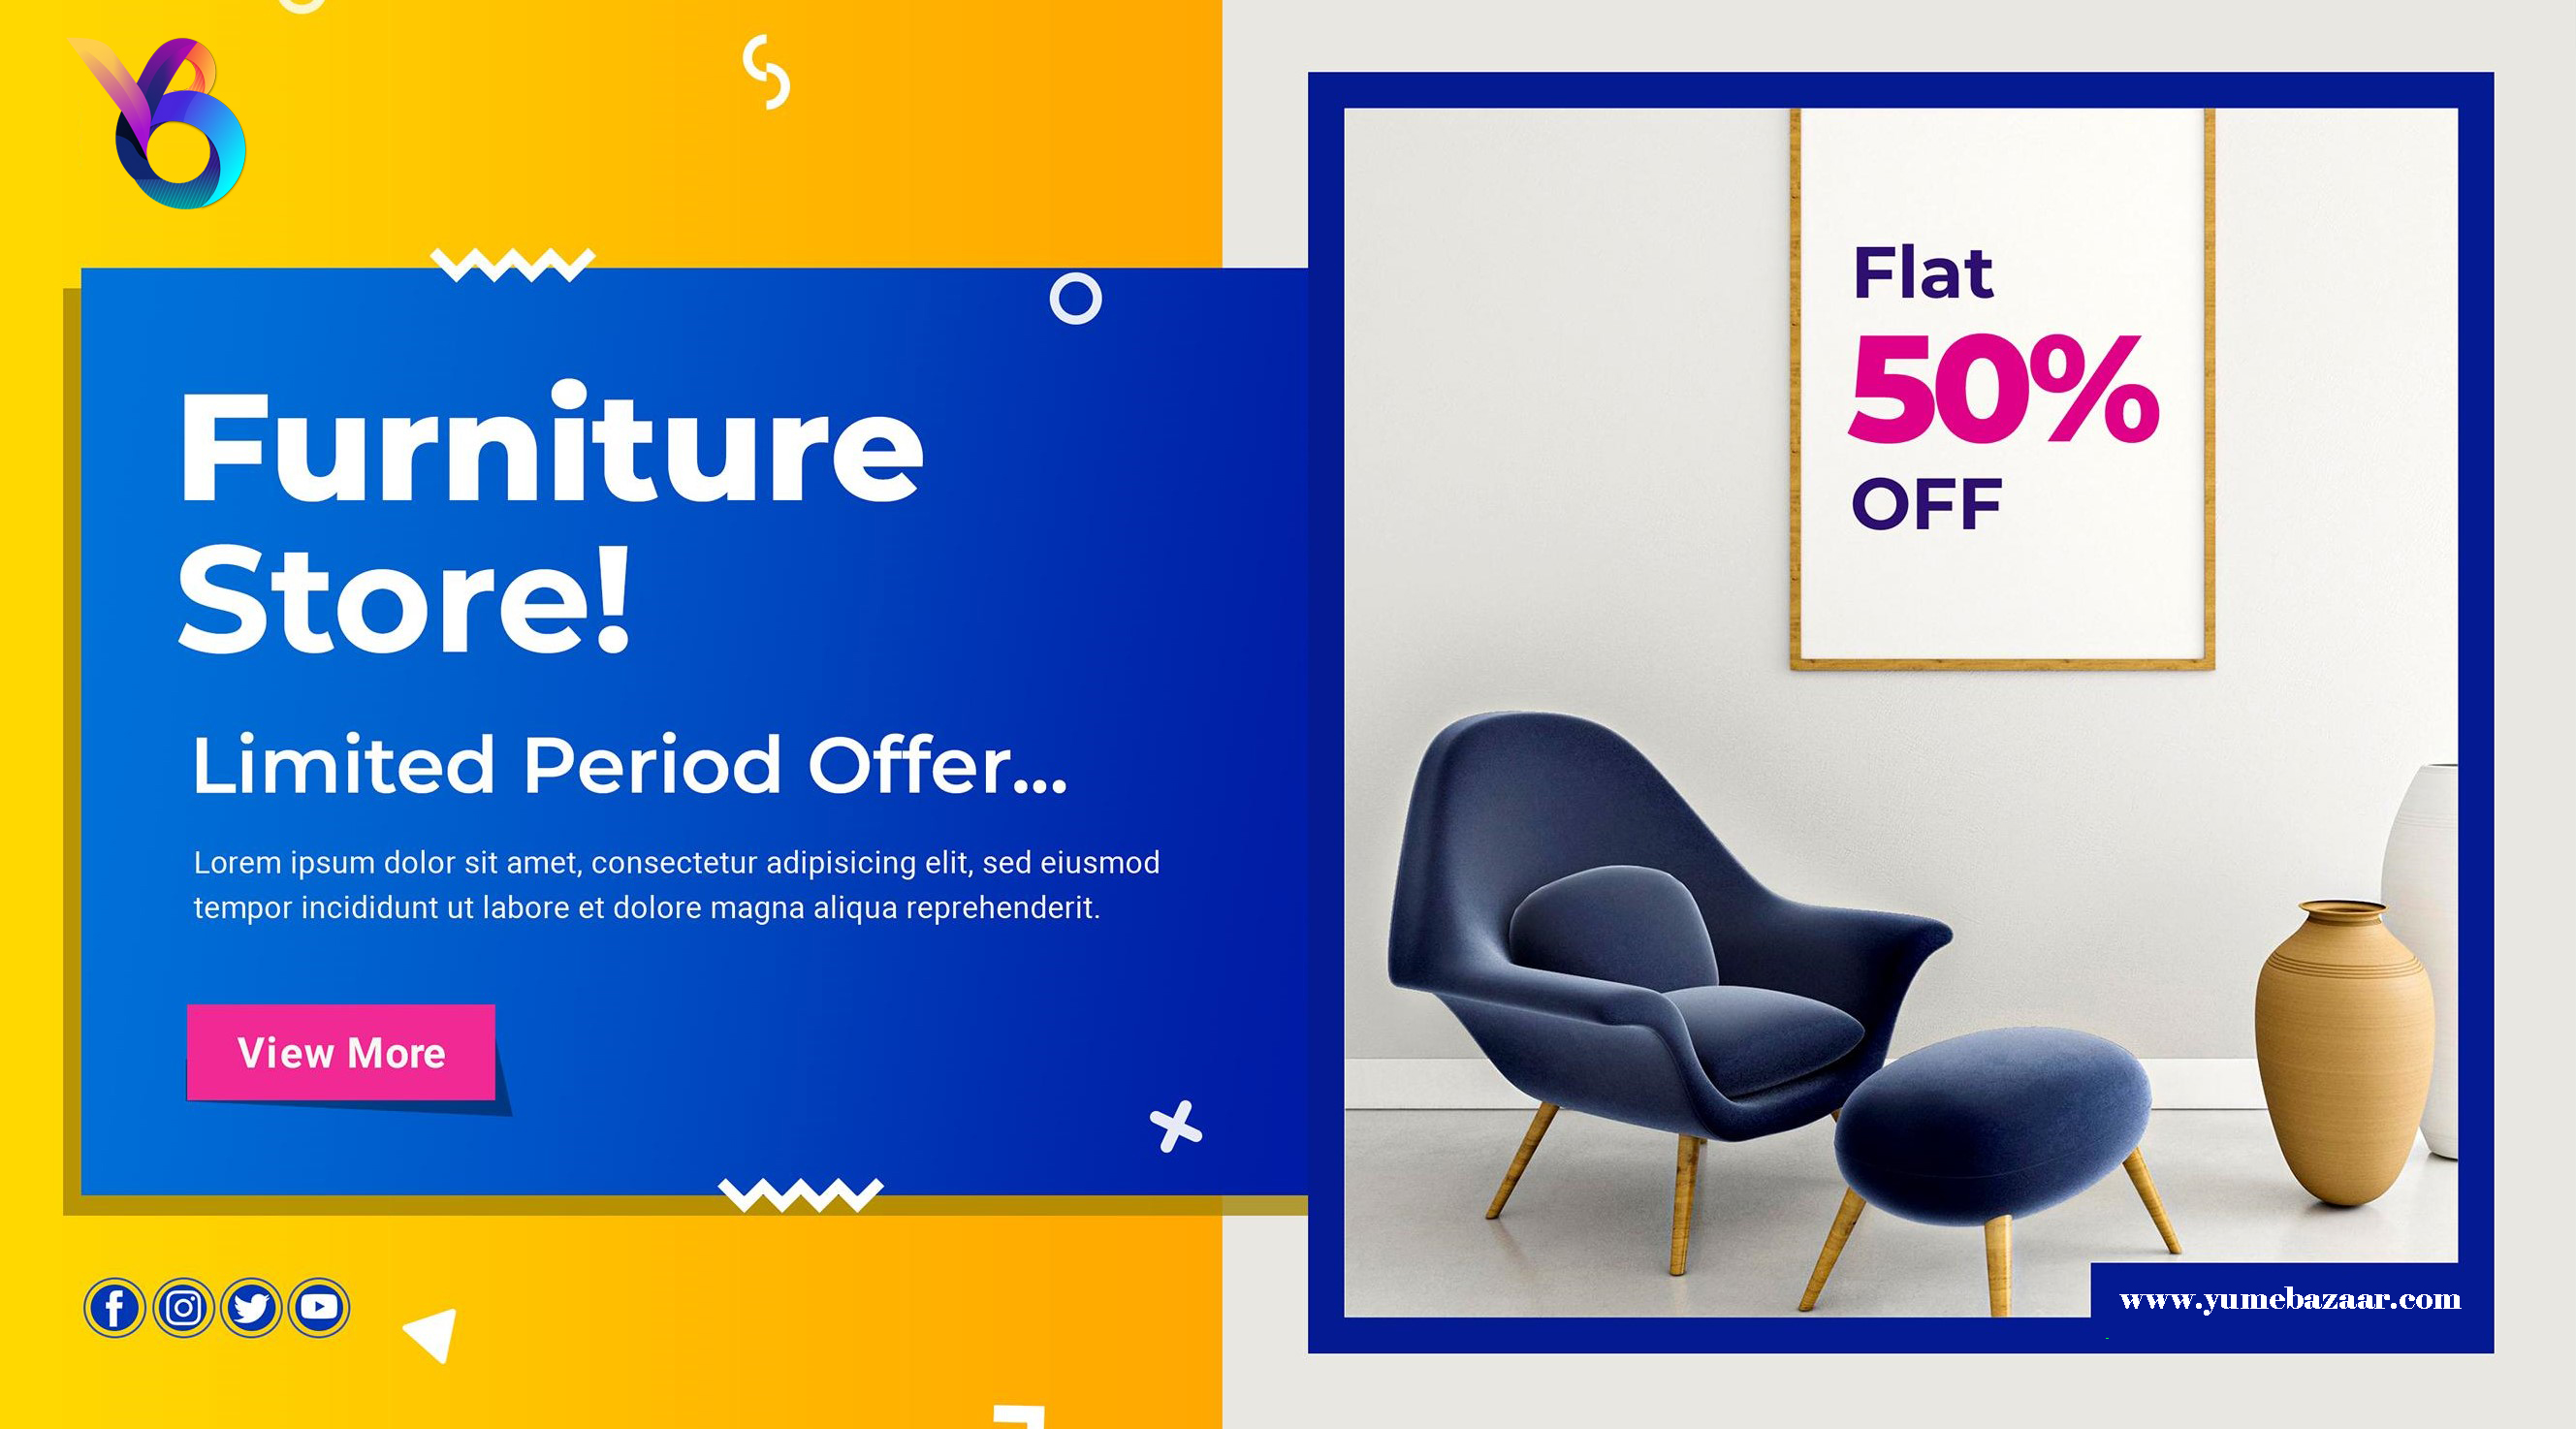 Furniture
Store!
Limited Period Offer...
Lorem ipsum dolor sit amet, consectetur adipisicing elit, sed eiusmod
tempor incididunt ut labore et dolore magna aliqua reprehenderit.
View More
Flat
50%
OFF
www.yumebazaar.com